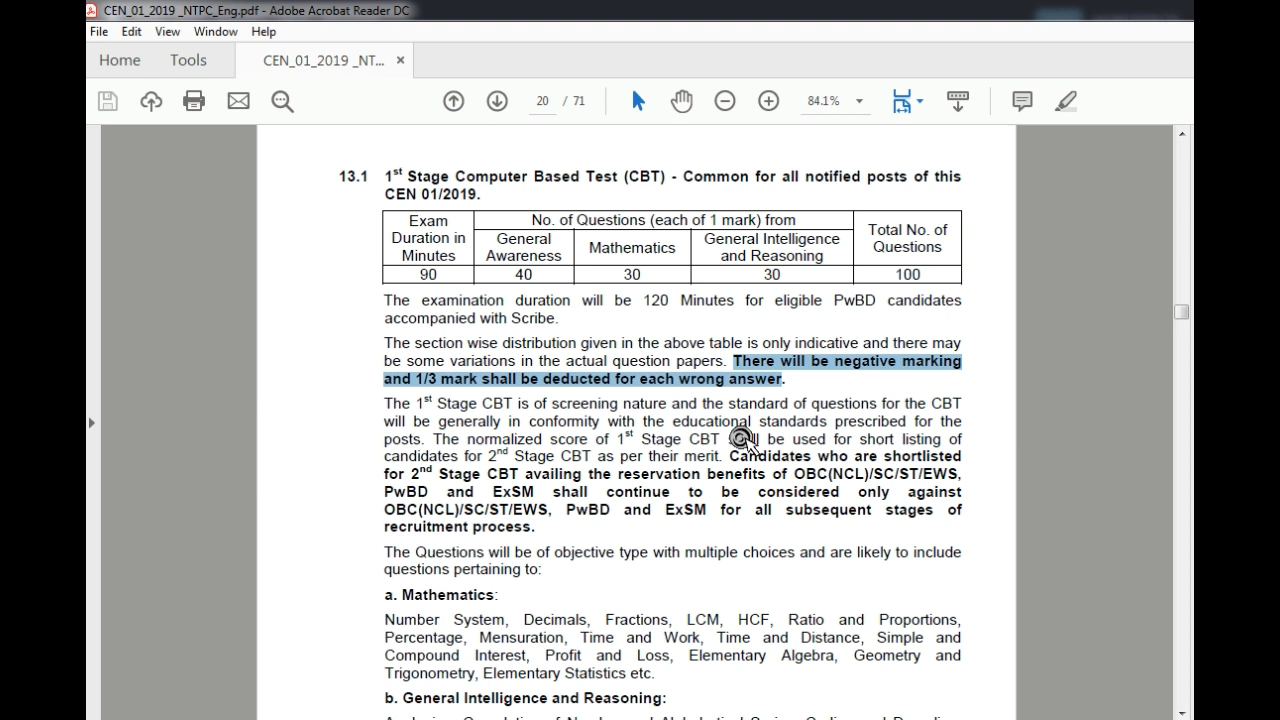 CEN_01_2019 _NTPC_Eng.pdf - Adobe Acrobat Reader DC
File Edit View Window Help
Home Tools CEN_01_2019 _NT... ×
20 / 71 84.1%
13.1 1st Stage Computer Based Test (CBT) - Common for all notified posts of this
CEN 01/2019.
Exam Duration in Minutes
No. of Questions (each of 1 mark) from
Total No. of Questions
General Awareness
Mathematics
General Intelligence and Reasoning
90 40 30 30 100
The examination duration will be 120 Minutes for eligible PwBD candidates
accompanied with Scribe.
The section wise distribution given in the above table is only indicative and there may
be some variations in the actual question papers. There will be negative marking
and 1/3 mark shall be deducted for each wrong answer.
The 1st Stage CBT is of screening nature and the standard of questions for the CBT
will be generally in conformity with the educational standards prescribed for the
posts. The normalized score of 1st Stage CBT be used for short listing of
candidates for 2nd Stage CBT as per their merit. Candidates who are shortlisted
for 2nd Stage CBT availing the reservation benefits of OBC(NCL)/SC/ST/EWS,
PwBD and ExSM shall continue to be considered only against
OBC(NCL)/SC/ST/EWS, PwBD and ExSM for all subsequent stages of
recruitment process.
The Questions will be of objective type with multiple choices and are likely to include
questions pertaining to:
a. Mathematics:
Number System, Decimals, Fractions, LCM, HCF, Ratio and Proportions,
Percentage, Mensuration, Time and Work, Time and Distance, Simple and
Compound Interest, Profit and Loss, Elementary Algebra, Geometry and
Trigonometry, Elementary Statistics etc.
b. General Intelligence and Reasoning: